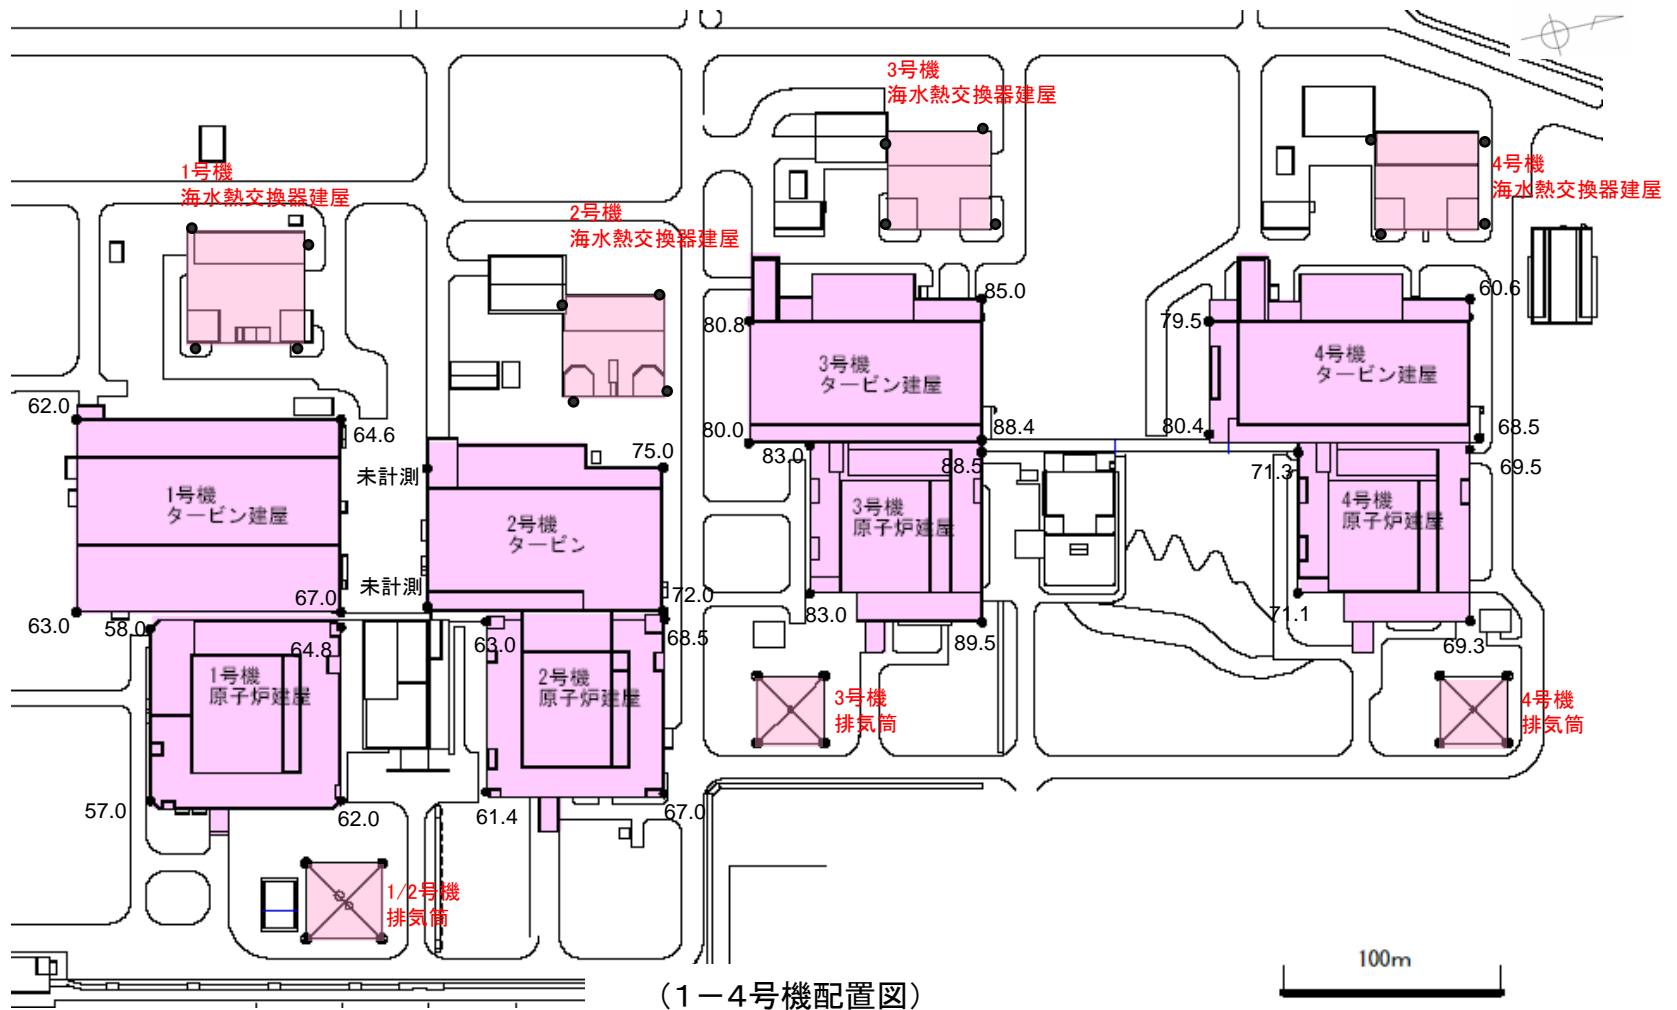 3号機
海水熱交換器建屋
1号機
海水熱交換器建屋
2号機
海水熱交換器建屋
4号機
海水熱交換器建屋
85.0
60.6
80.8
79.5
3号機
タービン建屋
4号機
タービン建屋
62.0
64.6
80.0
88.4
80.4
68.5
未計測
75.0
83.0
88.5
71.3
69.5
1号機
タービン建屋
2号機
タービン
3号機
原子炉建屋
4号機
原子炉建屋
未計測
67.0
72.0
63.0
58.0
64.8
63.0
68.5
83.0
89.5
71.1
69.3
1号機
原子炉建屋
2号機
原子炉建屋
3号機
排気筒
4号機
排気筒
57.0
62.0
61.4
67.0
1/2号機
排気筒
100m
（1－4号機配置図）